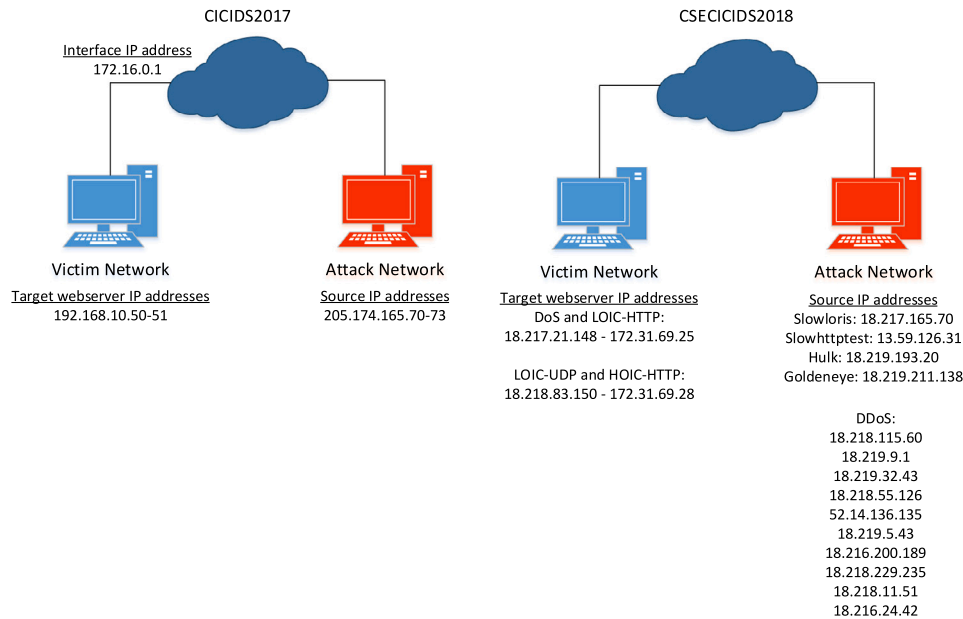 CICIDS2017
Interface IP address
172.16.0.1
Victim Network
Target webserver IP addresses
192.168.10.50-51
Attack Network
Source IP addresses
205.174.165.70-73
CSECICIDS2018
Victim Network
Target webserver IP addresses
DoS and LOIC-HTTP:
18.217.21.148 - 172.31.69.25
LOIC-UDP and HOIC-HTTP:
18.218.83.150 - 172.31.69.28
Attack Network
Source IP addresses
Slowloris: 18.217.165.70
Slowhttptest: 13.59.126.31
Hulk: 18.219.193.20
Goldeneye: 18.219.211.138
DDoS:
18.218.115.60
18.219.9.1
18.219.32.43
18.218.55.126
52.14.136.135
18.219.5.43
18.216.200.189
18.218.229.235
18.218.11.51
18.216.24.42